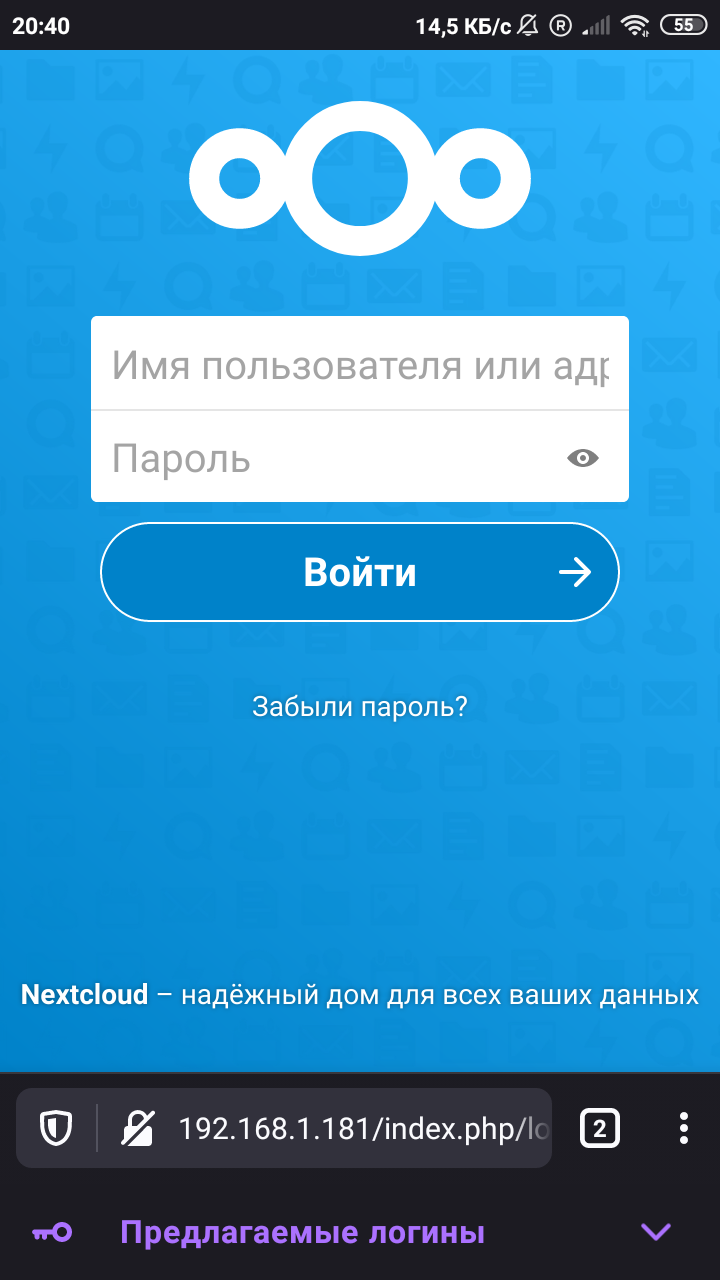 20:40 14,5 КБ/с R 55
Имя пользователя или адр
Пароль
Войти
Забыли пароль?
Nextcloud – надёжный дом для всех ваших данных
192.168.1.181/index.php/lo 2
Предлагаемые логины